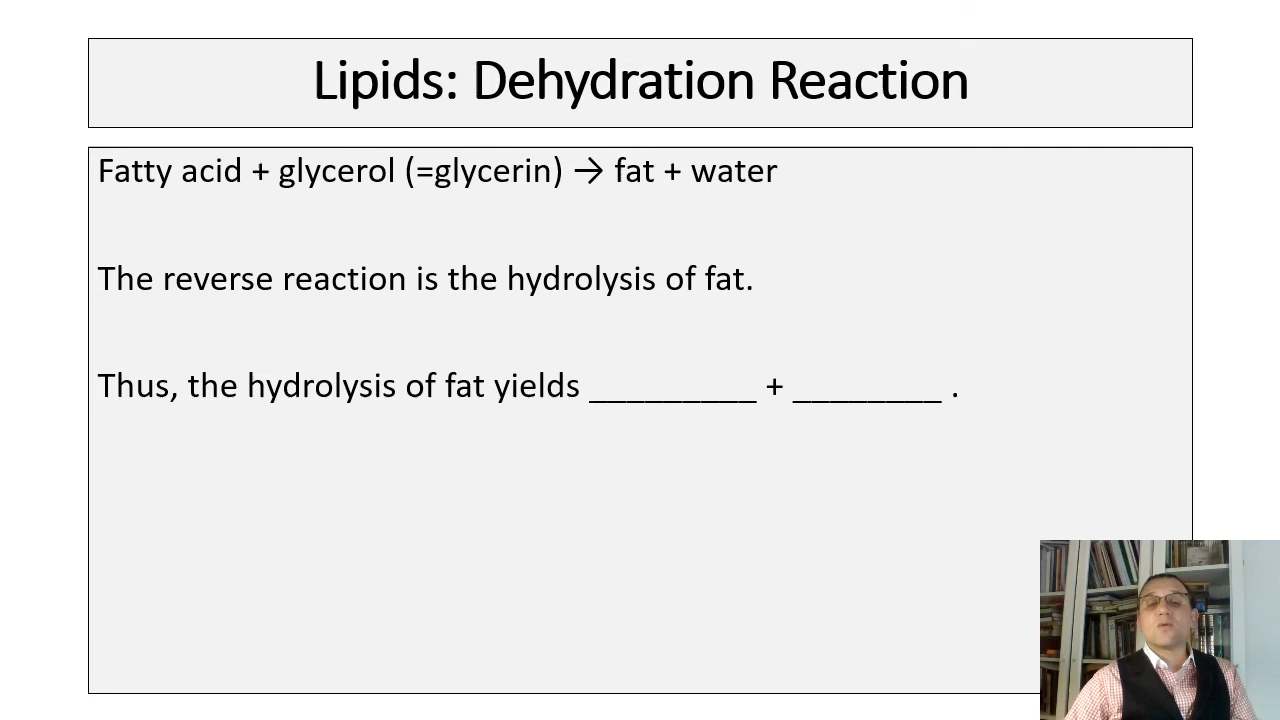 Lipids: Dehydration Reaction
Fatty acid + glycerol (=glycerin) → fat + water
The reverse reaction is the hydrolysis of fat.
Thus, the hydrolysis of fat yields _________ + ________ .